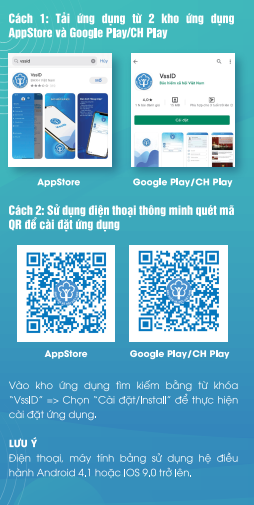 Cách 1: Tải ứng dụng từ 2 kho ứng dụng
AppStore và Google Play/CH Play
vssid
Hủy
VssID
MỞ
VssID
Bảo hiểm xã hội Việt Nam
Cài đặt
AppStore
Google Play/CH Play
Cách 2: Sử dụng điện thoại thông minh quét mã
QR để cài đặt ứng dụng
AppStore
Google Play/CH Play
Vào kho ứng dụng tìm kiếm bằng từ khóa
“VssID” => Chọn “Cài đặt/Install” để thực hiện
cài đặt ứng dụng.
LƯU Ý
Điện thoại, máy tính bảng sử dụng hệ điều
hành Android 4.1 hoặc IOS 9.0 trở lên.